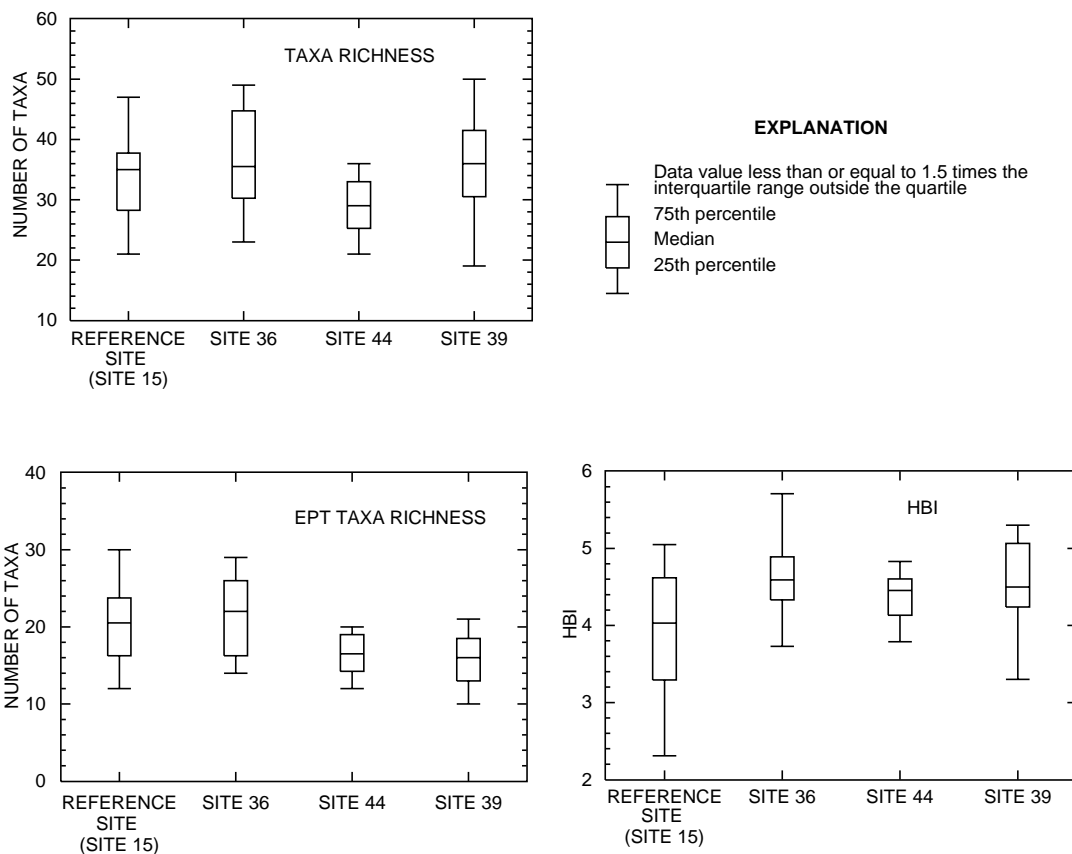 TAXA RICHNESS
NUMBER OF TAXA
60
50
40
30
20
10
REFERENCE SITE (SITE 15)
SITE 36
SITE 44
SITE 39
EXPLANATION
Data value less than or equal to 1.5 times the
interquartile range outside the quartile
75th percentile
Median
25th percentile
EPT TAXA RICHNESS
NUMBER OF TAXA
40
30
20
10
0
REFERENCE
SITE
(SITE 15)
SITE 36
SITE 44
SITE 39
HBI
HBI
6
5
4
3
2
REFERENCE
SITE
(SITE 15)
SITE 36
SITE 44
SITE 39